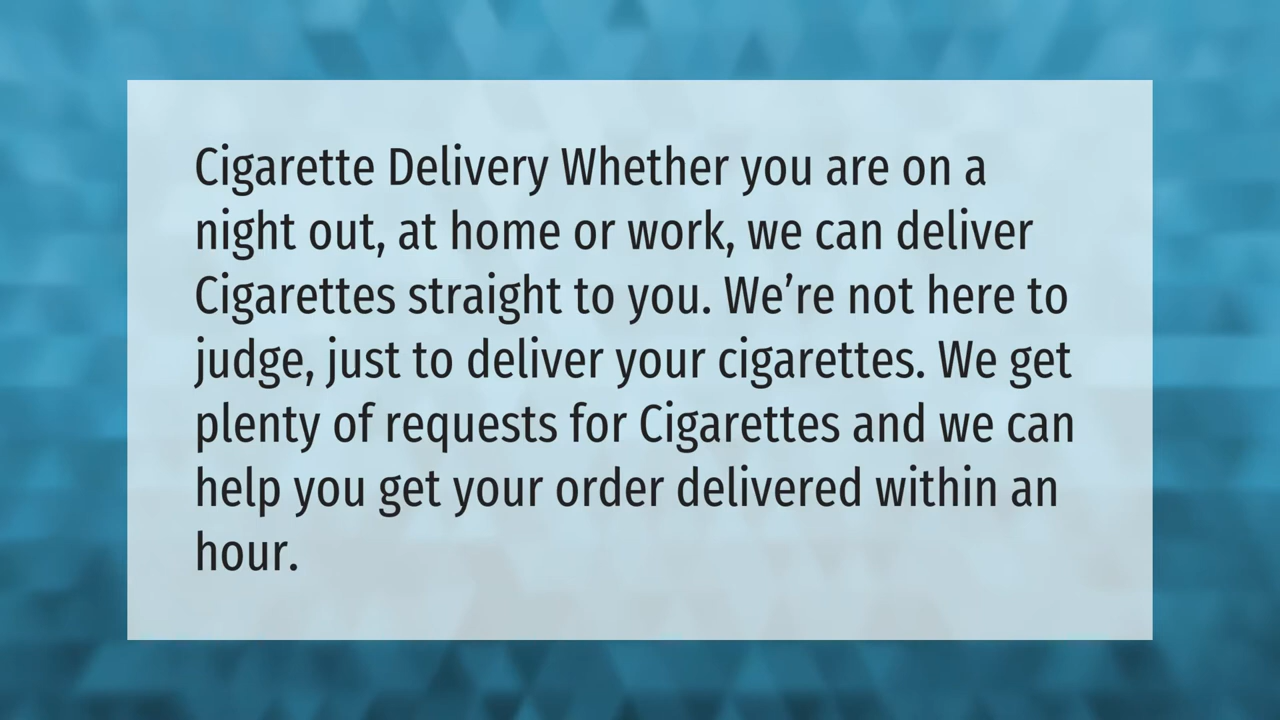 Cigarette Delivery Whether you are on a
night out, at home or work, we can deliver
Cigarettes straight to you. We’re not here to
judge, just to deliver your cigarettes. We get
plenty of requests for Cigarettes and we can
help you get your order delivered within an
hour.